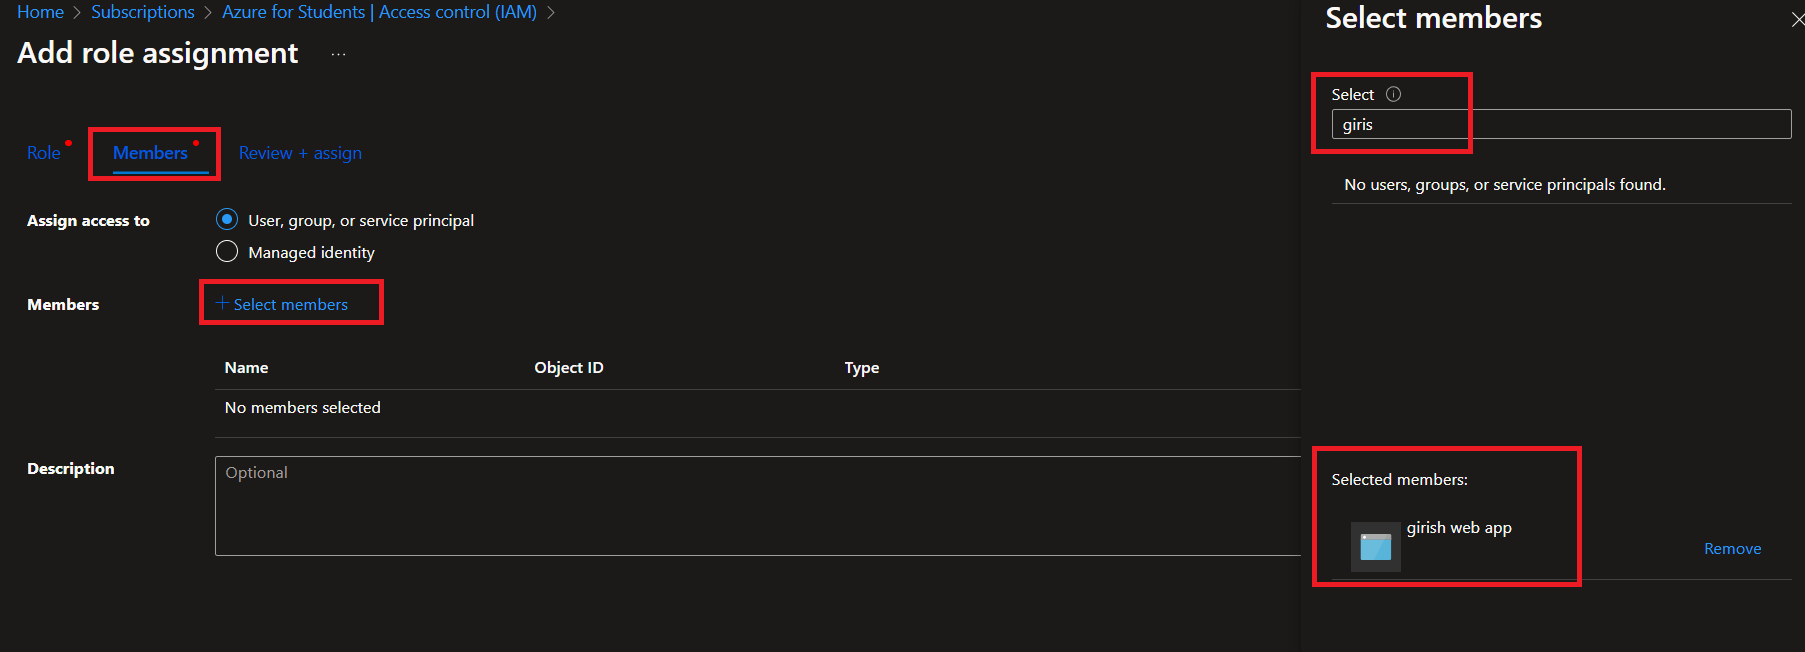 Home > Subscriptions > Azure for Students | Access control (IAM) >
Add role assignment ...
Role
Members
Review + assign
Assign access to
User, group, or service principal
Managed identity
Members
+ Select members
Name
Object ID
Type
No members selected
Description
Optional
Select members
Select
giris
No users, groups, or service principals found.
Selected members:
girish web app
Remove